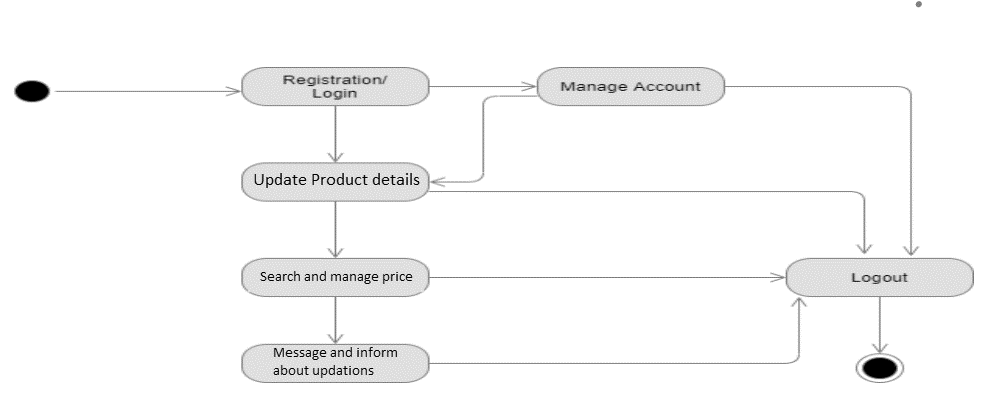 Registration/
Login
Manage Account
Update Product details
Search and manage price
Logout
Message and inform
about updations